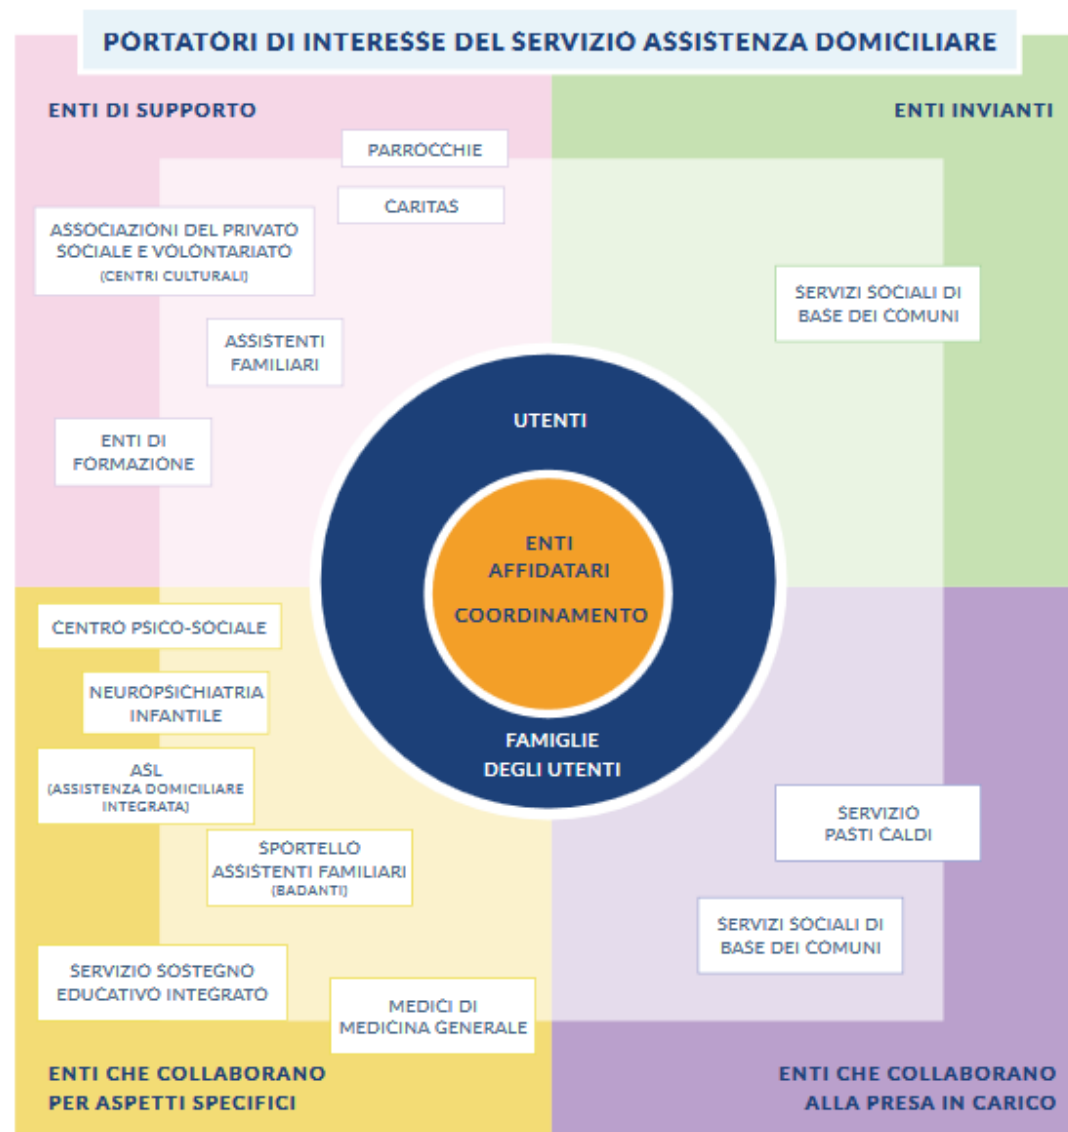 PORTATORI DI INTERESSE DEL SERVIZIO ASSISTENZA DOMICILIARE
ENTI DI SUPPORTO
PARROCCHIE
CARITAS
ASSOCIAZIONI DEL PRIVATO
SOCIALE E VOLONTARIATO
(CENTRI CULTURALI)
ASSISTENTI
FAMILIARI
ENTI DI
FORMAZIONE
ENTI INVIANTI
SERVIZI SOCIALI DI
BASE DEI COMUNI
UTENTI
ENTI
AFFIDATARI
COORDINAMENTO
FAMIGLIE
DEGLI UTENTI
CENTRO PSICO-SOCIALE
NEUROPSICHIATRIA
INFANTILE
ASL
(ASSISTENZA DOMICILIARE
INTEGRATA)
SPORTELLO
ASSISTENTI FAMILIARI
(BADANTI)
SERVIZIO SOSTEGNO
EDUCATIVO INTEGRATO
MEDICI DI
MEDICINA GENERALE
ENTI CHE COLLABORANO
PER ASPETTI SPECIFICI
SERVIZIO
PASTI CALDI
SERVIZI SOCIALI DI
BASE DEI COMUNI
ENTI CHE COLLABORANO
ALLA PRESA IN CARICO